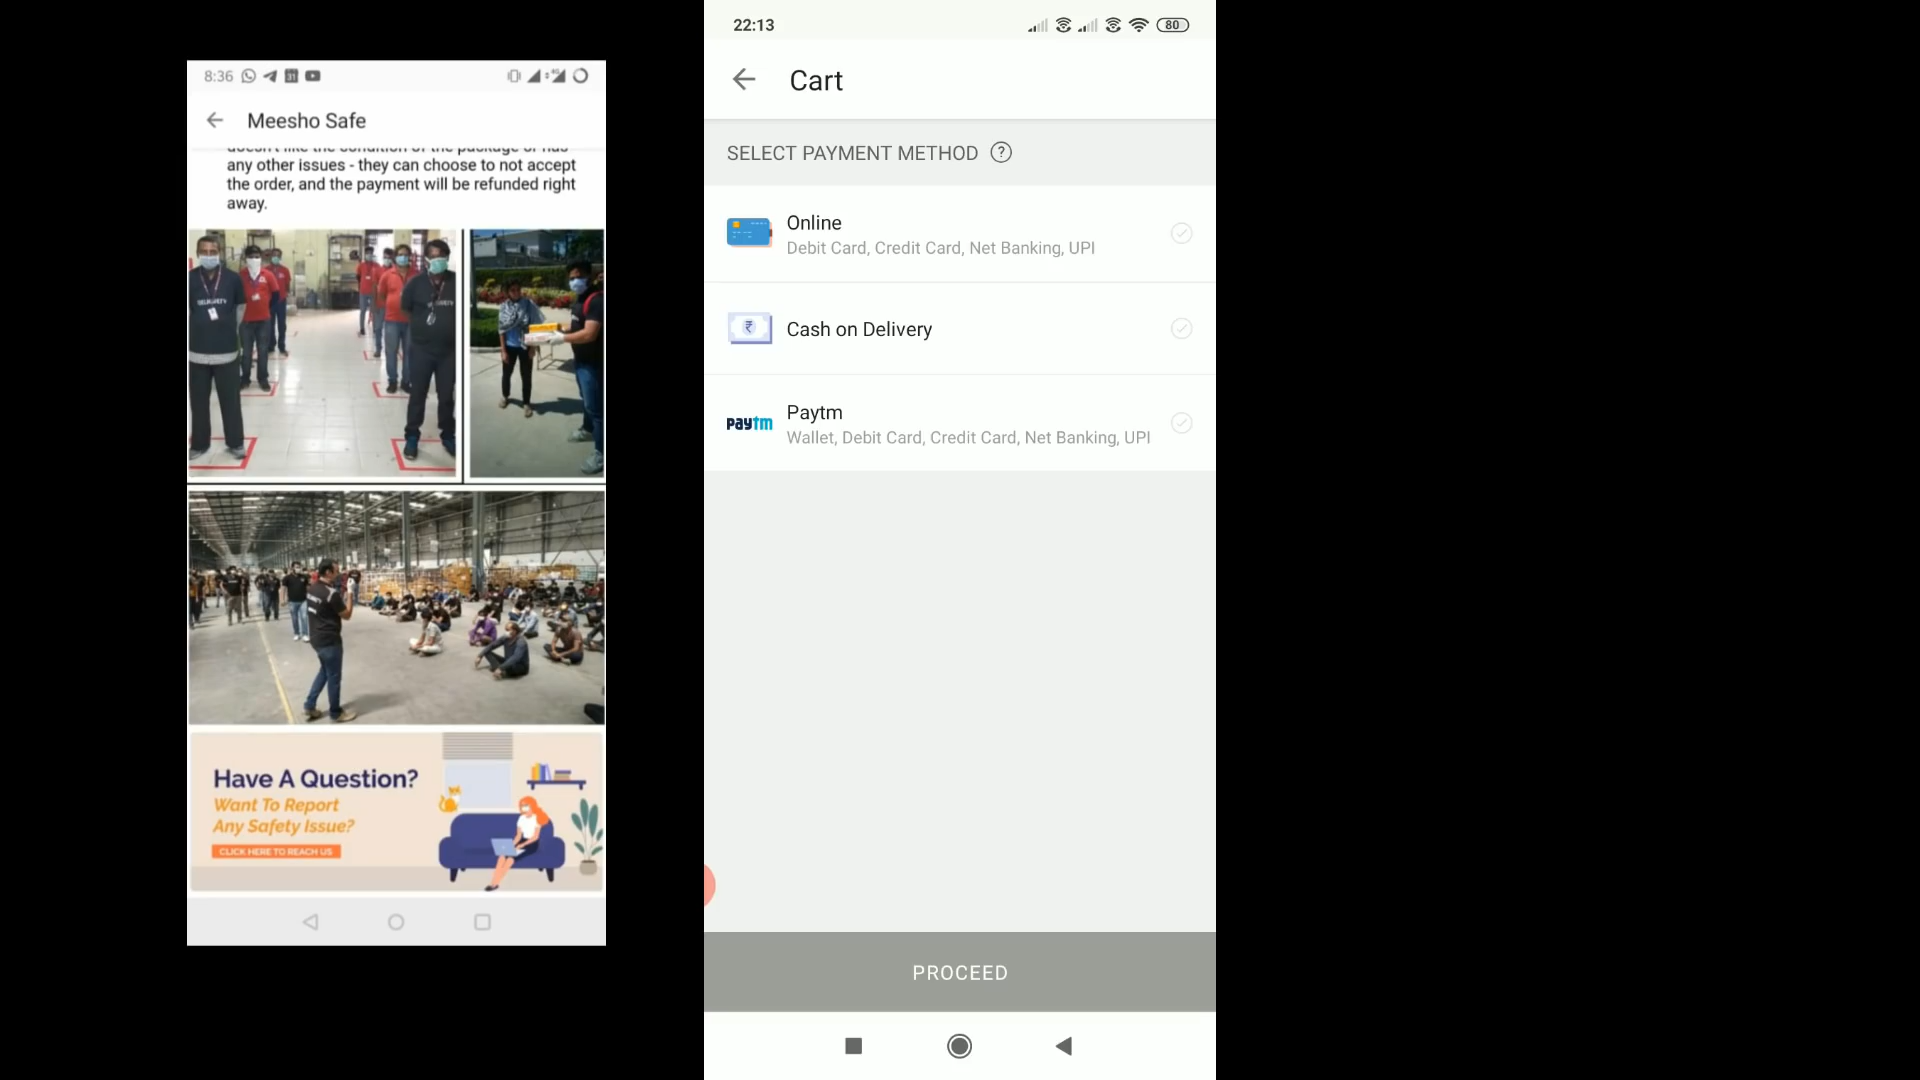 8:36
Meesho Safe
doesn't like the condition of the package or has
any other issues - they can choose to not accept
the order, and the payment will be refunded right
away.
Have A Question?
Want To Report
Any Safety Issue?
CLICK HERE TO REACH US
22:13
80
Cart
SELECT PAYMENT METHOD ?
Online
Debit Card, Credit Card, Net Banking, UPI
₹
Cash on Delivery
paytm
Paytm
Wallet, Debit Card, Credit Card, Net Banking, UPI
PROCEED